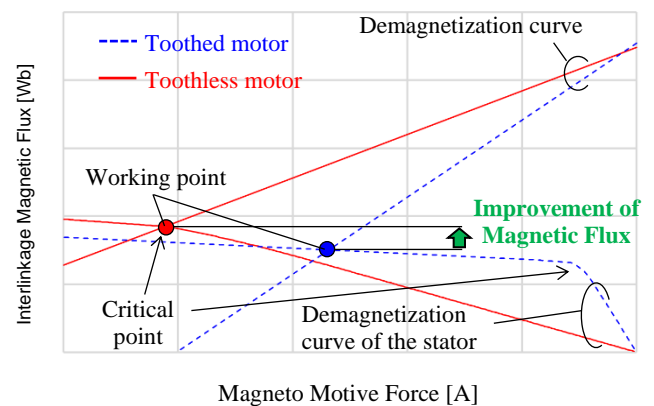 Demagnetization curve
Toothed motor
Toothless motor
Interlinkage Magnetic Flux [Wb]
Working point
Improvement of
Magnetic Flux
Critical
point
Demagnetization
curve of the stator
Magneto Motive Force [A]